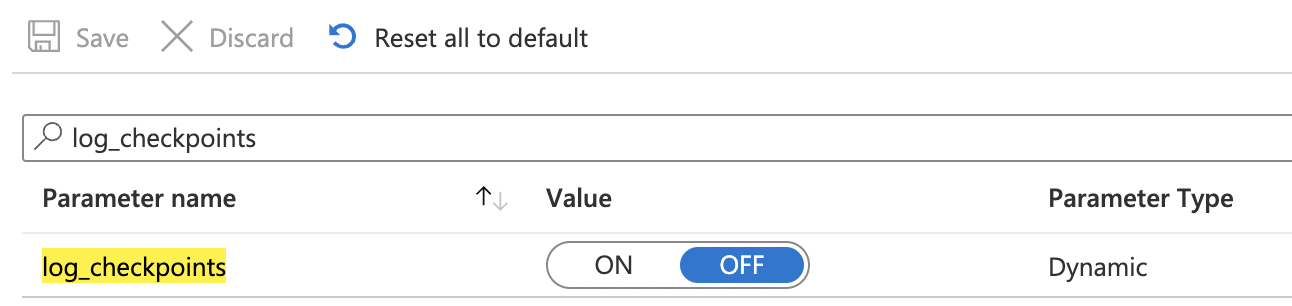 Save Discard Reset all to default
log_checkpoints
Parameter name Value Parameter Type
log_checkpoints ON OFF Dynamic